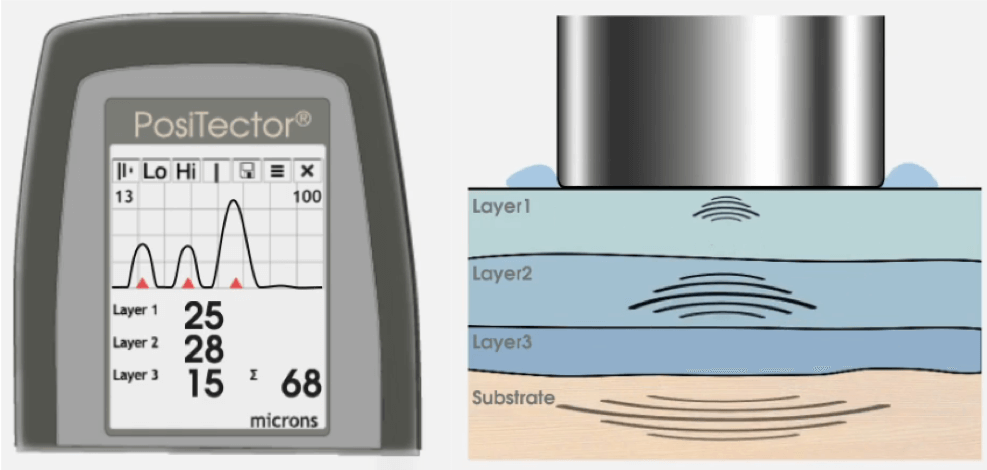 PosiTector®
Lo Hi
13 100
Layer 1 25
Layer 2 28
Layer 3 15 Σ 68
microns
Layer1
Layer2
Layer3
Substrate